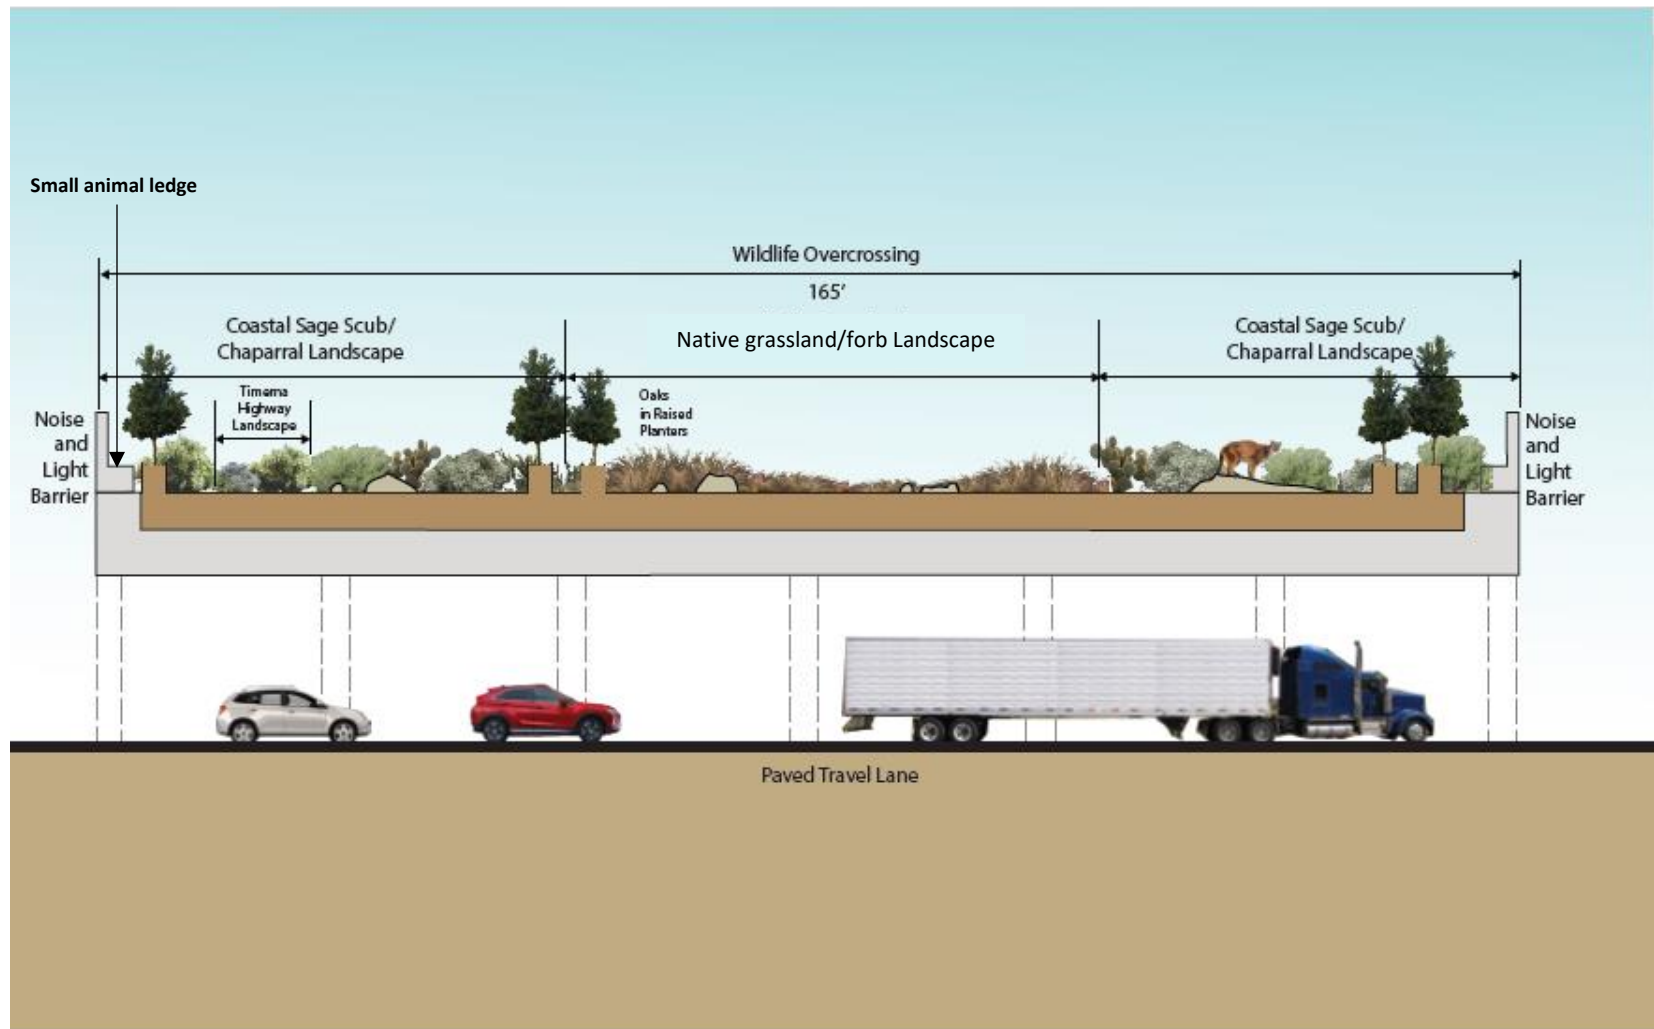 Small animal ledge
Wildlife Overcrossing
165'
Coastal Sage Scub/
Chaparral Landscape
Native grassland/forb Landscape
Coastal Sage Scub/
Chaparral Landscape
Timema
Highway
Landscape
Oaks
in Raised
Planters
Noise
and
Light
Barrier
Noise
and
Light
Barrier
Paved Travel Lane